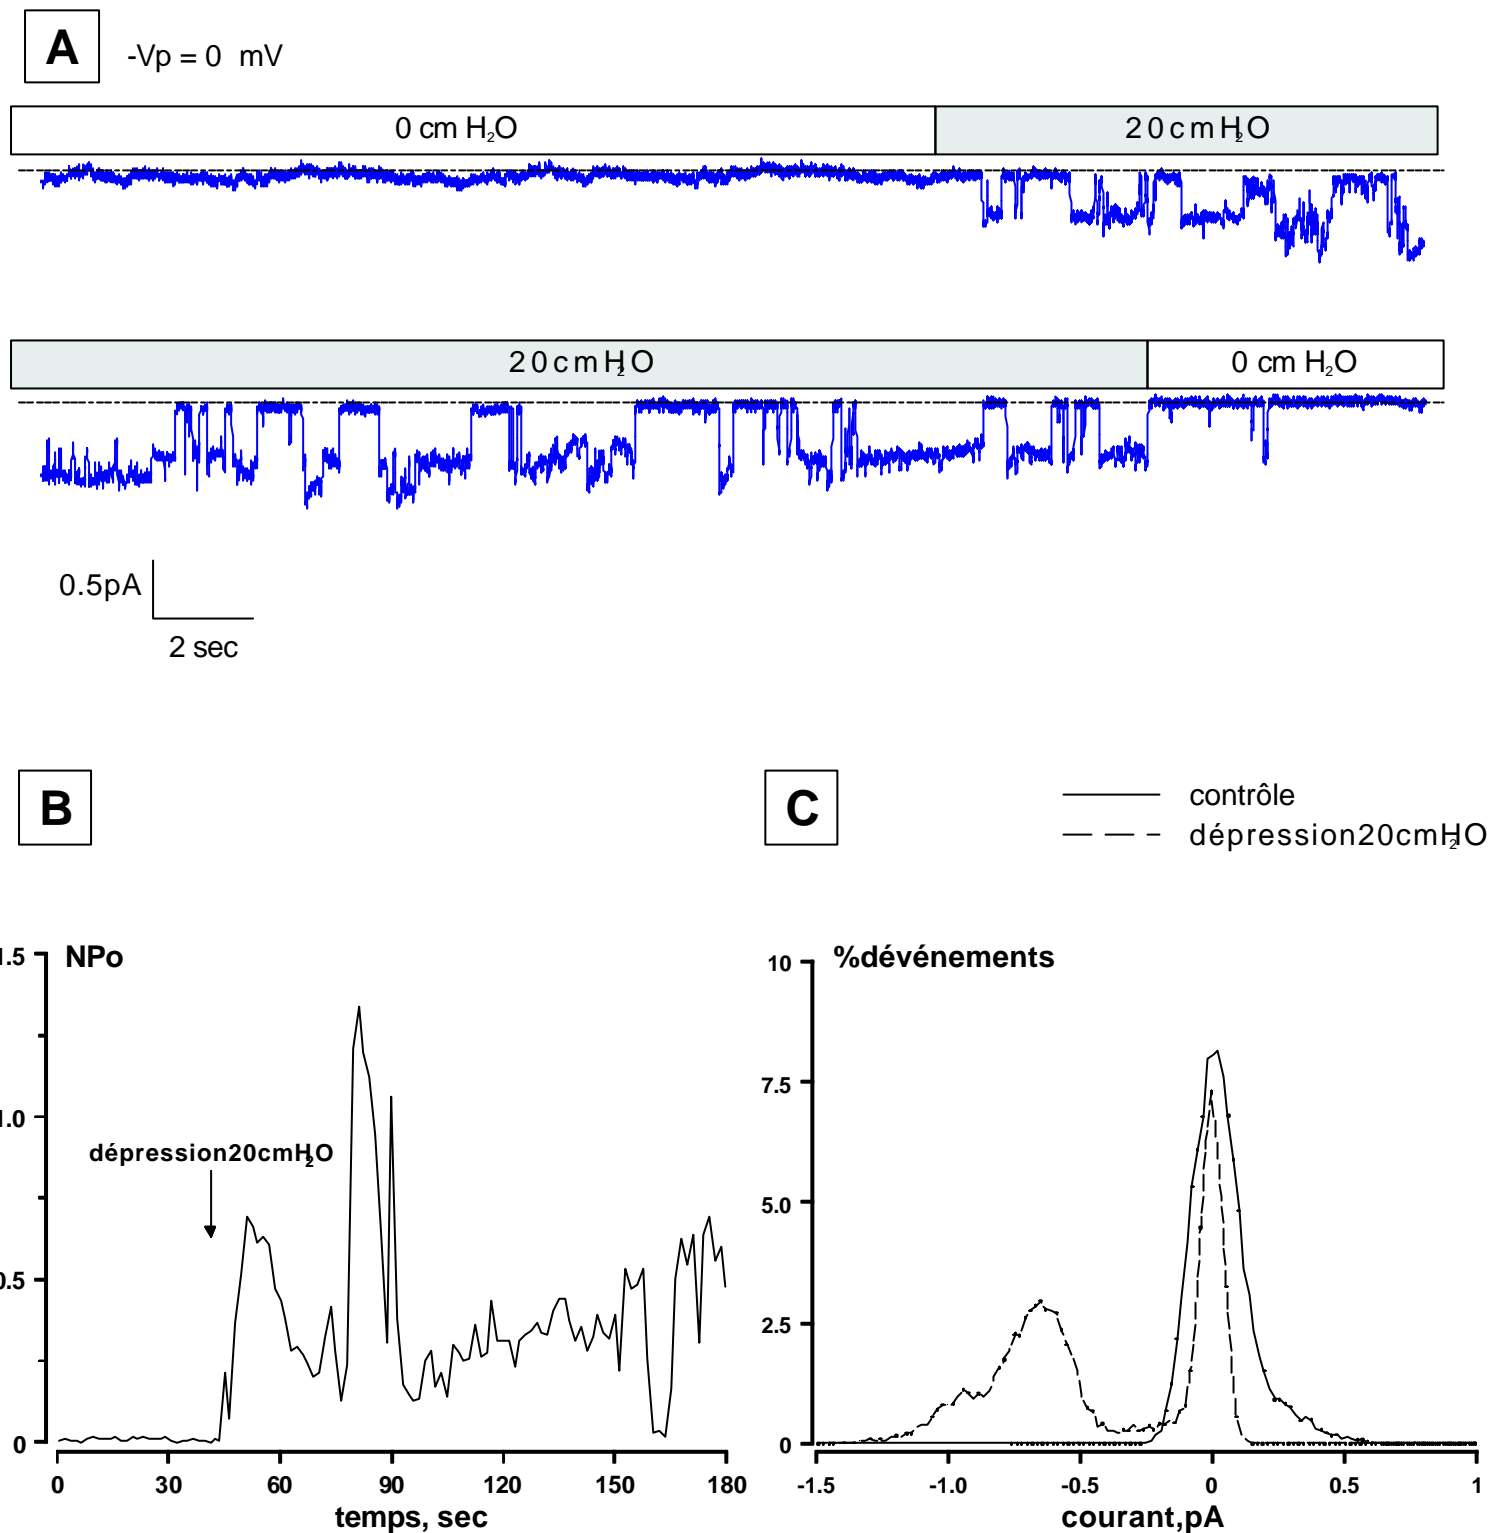 A
-Vp = 0 mV
0 cm H₂O
20cmH₂O
20cmH₂O
0 cm H₂O
0.5pA
2 sec
B
C
contrôle
dépression20cmH₂O
NPo
1.5
1.0
0.5
0
dépression20cmH₂O
0 30 60 90 120 150 180
temps, sec
%dévénements
10
7.5
5.0
2.5
0
-1.5 -1.0 -0.5 0 0.5 1
courant,pA